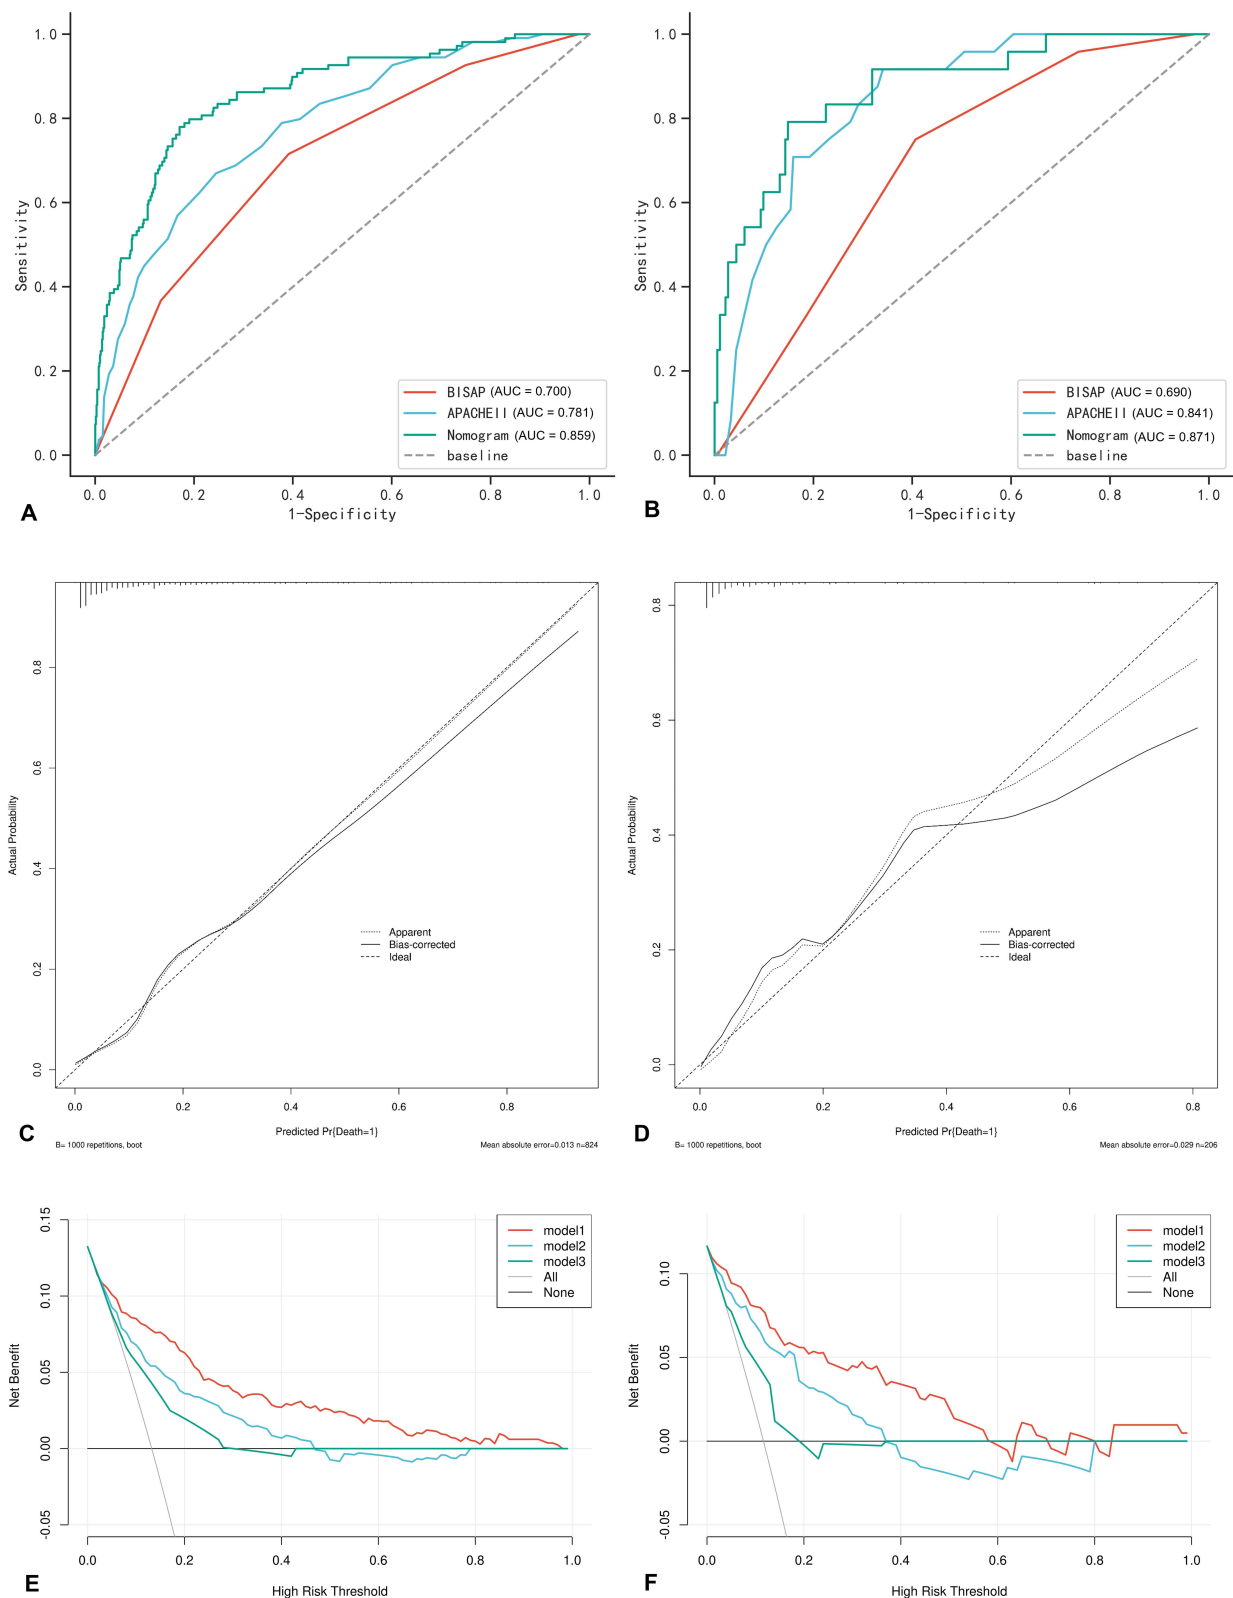 1.0
0.8
0.6
0.4
0.2
0.0
Sensitivity
BISAP (AUC = 0.700)
APACHEII (AUC = 0.781)
Nomogram (AUC = 0.859)
baseline
0.0 0.2 0.4 0.6 0.8 1.0
1-Specificity
A
1.0
0.8
0.6
0.4
0.2
0.0
Sensitivity
BISAP (AUC = 0.690)
APACHEII (AUC = 0.841)
Nomogram (AUC = 0.871)
baseline
0.0 0.2 0.4 0.6 0.8 1.0
1-Specificity
B
0.8
0.6
0.4
0.2
0.0
Actual Probability
Apparent
Bias-corrected
Ideal
0.0 0.2 0.4 0.6 0.8
Predicted Pr{Death=1}
C
B= 1000 repetitions, boot
Mean absolute error=0.013 n=824
0.8
0.6
0.4
0.2
0.0
Actual Probability
Apparent
Bias-corrected
Ideal
0.0 0.2 0.4 0.6 0.8
Predicted Pr{Death=1}
D
B= 1000 repetitions, boot
Mean absolute error=0.029 n=206
0.15
0.10
0.05
0.00
-0.05
Net Benefit
model1
model2
model3
All
None
0.0 0.2 0.4 0.6 0.8 1.0
High Risk Threshold
E
0.10
0.05
0.00
-0.05
Net Benefit
model1
model2
model3
All
None
0.0 0.2 0.4 0.6 0.8 1.0
High Risk Threshold
F